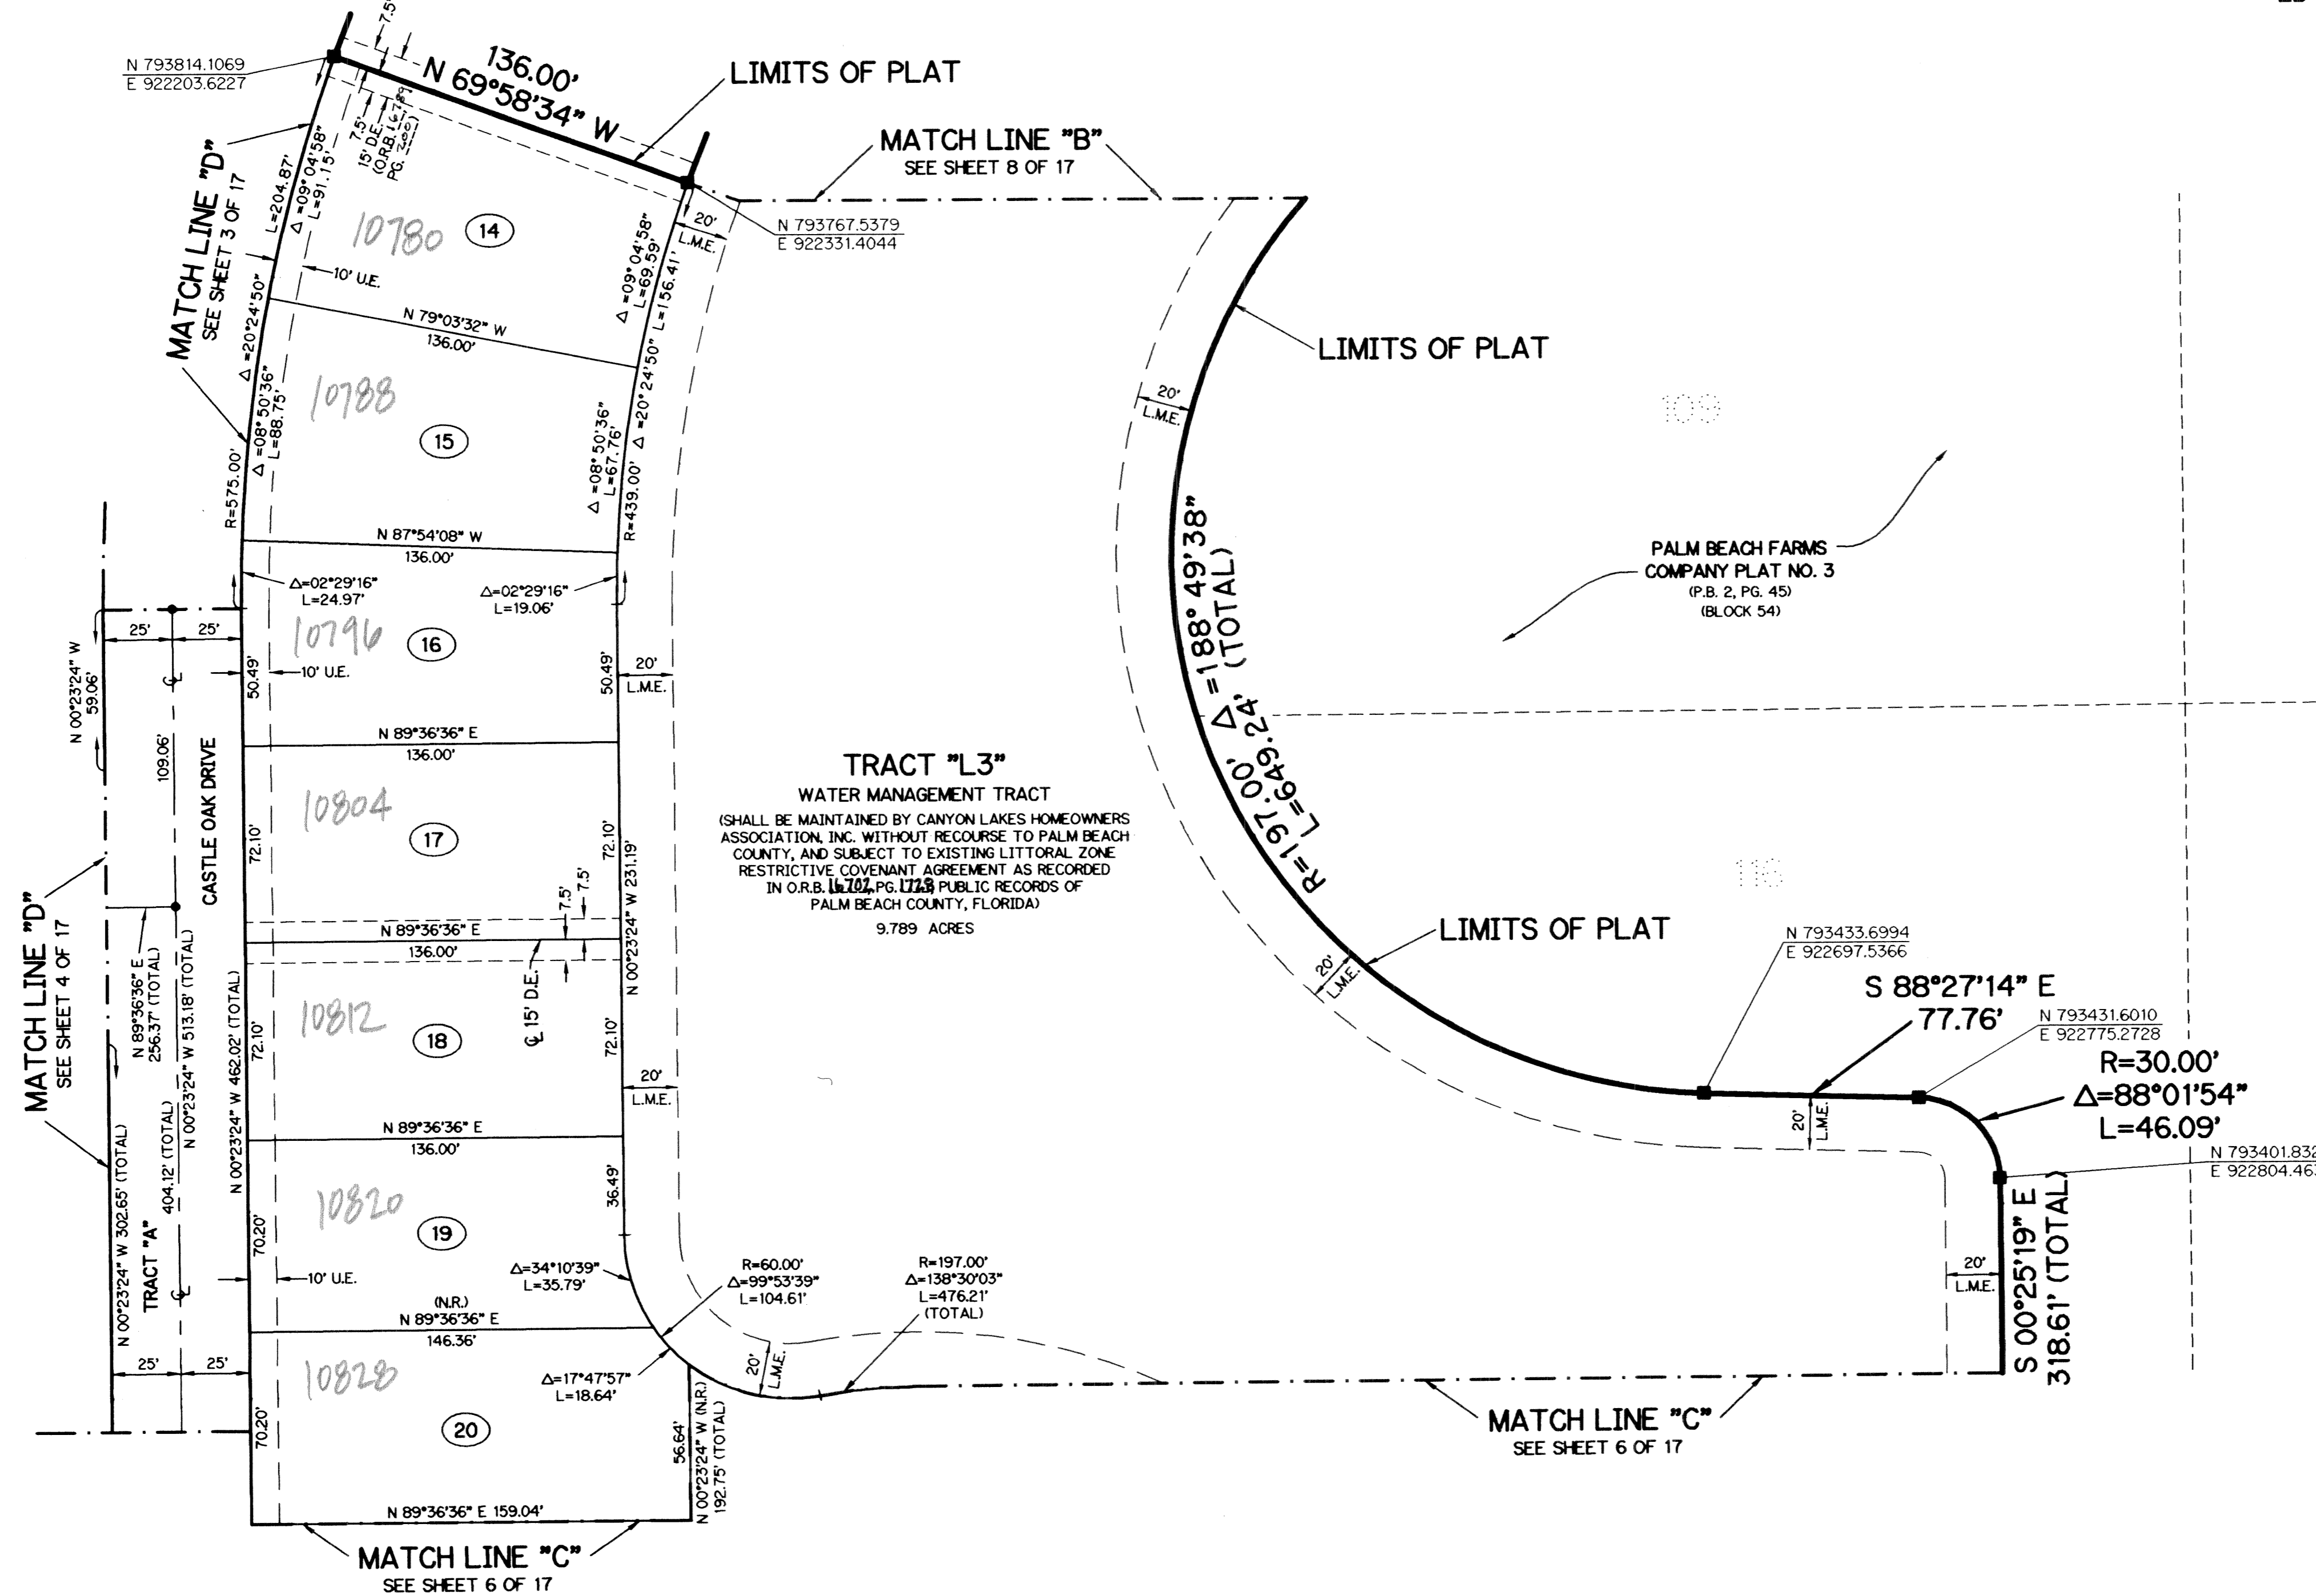 N 793814.1069
E 922203.6227
7.5'
136.00'
N 69°58'34" W
LIMITS OF PLAT
MATCH LINE "B"
SEE SHEET 8 OF 17
N 793767.5379
E 922331.4044
MATCH LINE "D"
SEE SHEET 3 OF 17
L=204.87'
Δ=09°04'58"
L=91.15'
7.5'
15' D.E.
(O.R.B. 16789
PG. 2000)
10780
14
10' U.E.
Δ=09°04'58"
L=69.59'
20'
L.M.E.
Δ=20°24'50"
N 79°03'32" W
136.00'
Δ=20°24'50" L=156.41'
10788
15
Δ=08°50'36"
L=88.75'
R=575.00'
Δ=08°50'36"
L=67.76'
R=439.00'
N 87°54'08" W
136.00'
Δ=02°29'16"
L=24.97'
Δ=02°29'16"
L=19.06'
10796
16
25'
25'
N 00°23'24" W
59.06'
50.49'
10' U.E.
50.49'
20'
L.M.E.
N 89°36'36" E
136.00'
109.06'
CASTLE OAK DRIVE
10804
17
72.10'
72.10'
N 00°23'24" W 231.19'
7.5'
7.5'
N 89°36'36" E
136.00'
℄ 15' D.E.
10812
18
72.10'
72.10'
20'
L.M.E.
MATCH LINE "D"
SEE SHEET 4 OF 17
N 89°36'36" E
256.37' (TOTAL)
N 00°23'24" W 513.18' (TOTAL)
N 00°23'24" W 462.02' (TOTAL)
404.12' (TOTAL)
N 00°23'24" W 302.65' (TOTAL)
TRACT "A"
℄
℄
N 89°36'36" E
136.00'
10820
19
36.49'
70.20'
10' U.E.
Δ=34°10'39"
L=35.79'
(N.R.)
N 89°36'36" E
146.36'
25'
25'
10828
20
70.20'
Δ=17°47'57"
L=18.64'
56.64'
N 00°23'24" W (N.R.)
192.75' (TOTAL)
N 89°36'36" E 159.04'
MATCH LINE "C"
SEE SHEET 6 OF 17
R=60.00'
Δ=99°53'39"
L=104.61'
20'
L.M.E.
R=197.00'
Δ=138°30'03"
L=476.21'
(TOTAL)
TRACT "L3"
WATER MANAGEMENT TRACT
(SHALL BE MAINTAINED BY CANYON LAKES HOMEOWNERS
ASSOCIATION, INC. WITHOUT RECOURSE TO PALM BEACH
COUNTY, AND SUBJECT TO EXISTING LITTORAL ZONE
RESTRICTIVE COVENANT AGREEMENT AS RECORDED
IN O.R.B. 16702, PG. 1728, PUBLIC RECORDS OF
PALM BEACH COUNTY, FLORIDA)
9.789 ACRES
LIMITS OF PLAT
20'
L.M.E.
109
PALM BEACH FARMS
COMPANY PLAT NO. 3
(P.B. 2, PG. 45)
(BLOCK 54)
R=197.00' Δ=188°49'38"
L=649.24' (TOTAL)
116
LIMITS OF PLAT
20'
L.M.E.
N 793433.6994
E 922697.5366
S 88°27'14" E
77.76'
N 793431.6010
E 922775.2728
R=30.00'
Δ=88°01'54"
L=46.09'
20'
L.M.E.
N 793401.832
E 922804.463
S 00°25'19" E
318.61' (TOTAL)
20'
L.M.E.
MATCH LINE "C"
SEE SHEET 6 OF 17